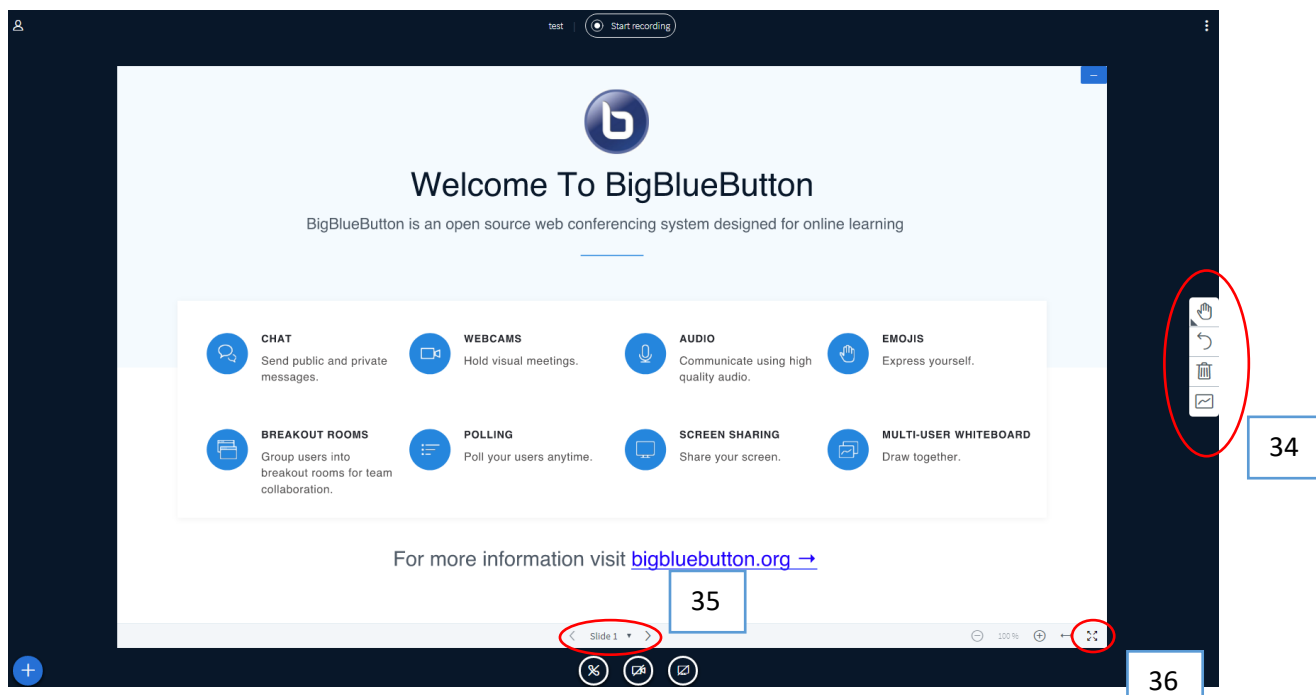 test
Start recording
Welcome To BigBlueButton
BigBlueButton is an open source web conferencing system designed for online learning
CHAT
Send public and private
messages.
WEBCAMS
Hold visual meetings.
AUDIO
Communicate using high
quality audio.
EMOJIS
Express yourself.
BREAKOUT ROOMS
Group users into
breakout rooms for team
collaboration.
POLLING
Poll your users anytime.
SCREEN SHARING
Share your screen.
MULTI-USER WHITEBOARD
Draw together.
34
For more information visit bigbluebutton.org →
35
Slide 1
100 %
36